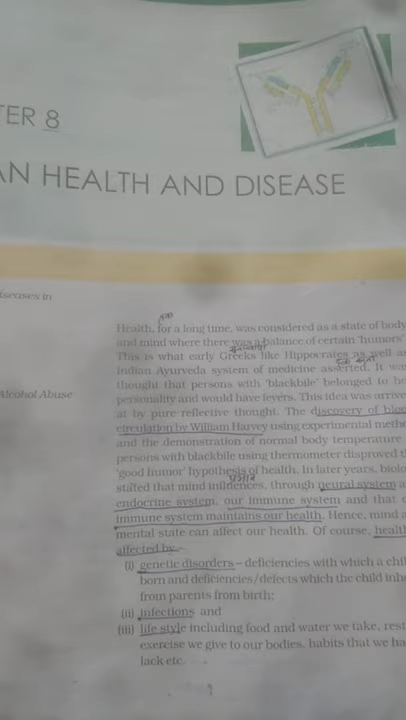 TER 8
AN HEALTH AND DISEASE
iseases in
Alcohol Abuse
Health, for a long time, was considered as a state of body
and mind where there was a balance of certain 'humors'
This is what early Greeks like Hippocrates as well a
Indian Ayurveda system of medicine asserted. It wa
thought that persons with 'blackbile' belonged to ho
personality and would have fevers. This idea was arrive
at by pure reflective thought. The discovery of bloo
circulation by William Harvey using experimental meth
and the demonstration of normal body temperature
persons with blackbile using thermometer disproved t
'good humor' hypothesis of health. In later years, biolo
प्रभाव
stated that mind influences, through neural system a
endocrine system, our immune system and that o
immune system maintains our health. Hence, mind a
mental state can affect our health. Of course, healt
affected by –
(i) genetic disorders – deficiencies with which a chil
born and deficiencies/defects which the child inh
from parents from birth;
(ii) infections and
(iii) life style including food and water we take, rest
exercise we give to our bodies, habits that we ha
lack etc.